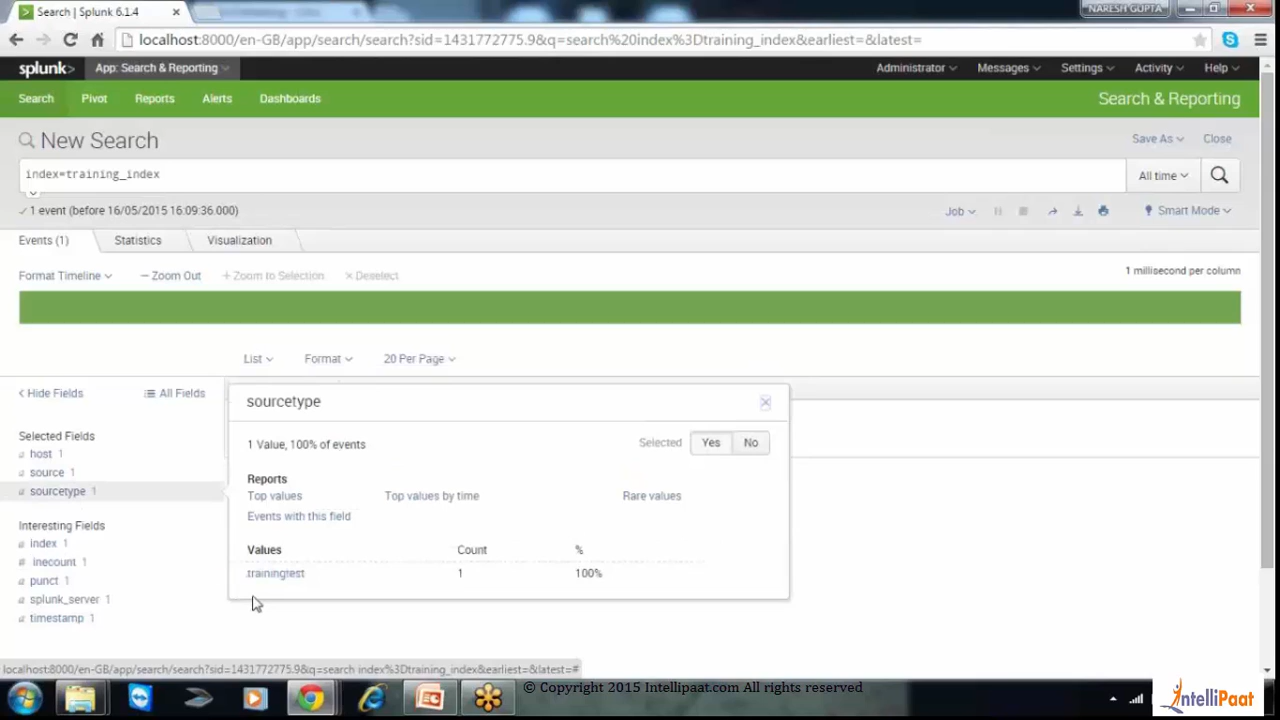 Search | Splunk 6.1.4
NARESH GUPTA
localhost:8000/en-GB/app/search/search?sid=1431772775.9&q=search%20index%3Dtraining_index&earliest=&latest=
splunk> App: Search & Reporting Administrator Messages Settings Activity Help
Search Pivot Reports Alerts Dashboards Search & Reporting
New Search Save As Close
index=training_index All time
1 event (before 16/05/2015 16:09:36.000) Job Smart Mode
Events (1) Statistics Visualization
Format Timeline – Zoom Out + Zoom to Selection × Deselect 1 millisecond per column
List Format 20 Per Page
< Hide Fields All Fields
Selected Fields
a host 1
a source 1
a sourcetype 1
Interesting Fields
a index 1
# inecount 1
a punct 1
a splunk_server 1
a timestamp 1
sourcetype
1 Value, 100% of events Selected Yes No
Reports
Top values Top values by time Rare values
Events with this field
Values Count %
trainingtest 1 100%
localhost:8000/en-GB/app/search/search?sid=1431772775.9&q=search index%3Dtraining_index&earliest=&latest=#
© Copyright 2015 Intellipaat.com All rights reserved
IntelliPaat